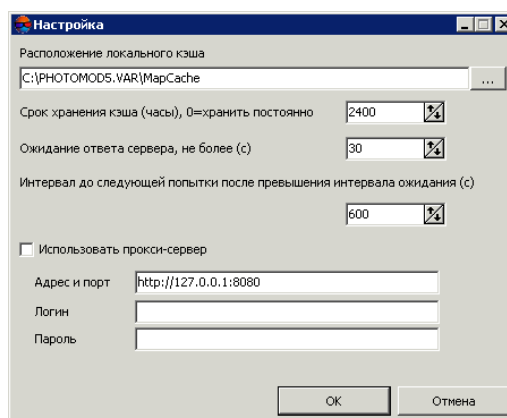 Настройка
Расположение локального кэша
C:\PHOTOMOD5.VAR\MapCache
...
Срок хранения кэша (часы), 0=хранить постоянно 2400
Ожидание ответа сервера, не более (с) 30
Интервал до следующей попытки после превышения интервала ожидания (с)
600
Использовать прокси-сервер
Адрес и порт http://127.0.0.1:8080
Логин
Пароль
OK Отмена